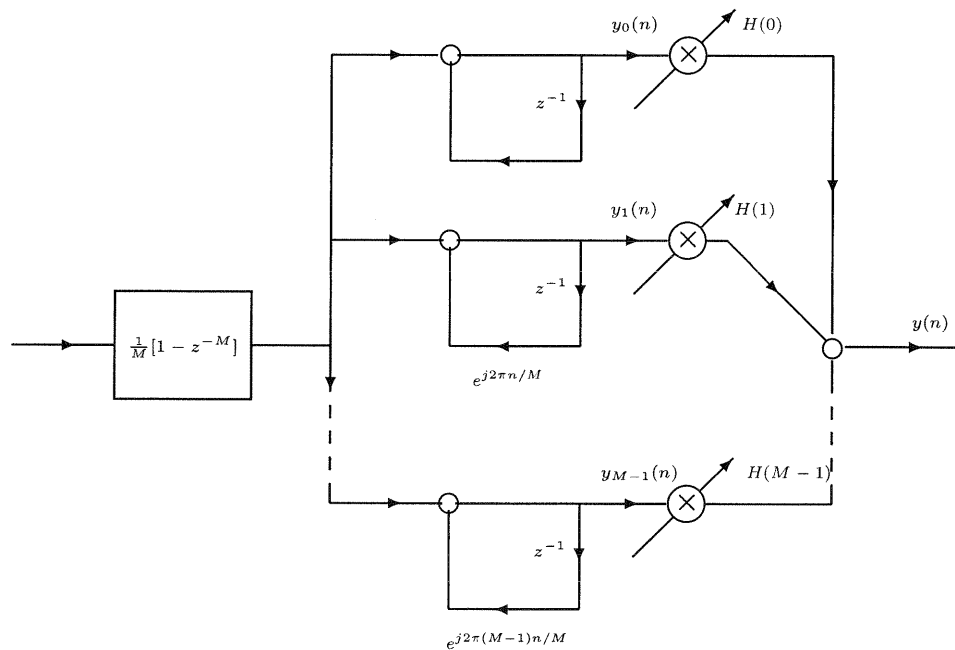 y₀(n)
H(0)
z⁻¹
y₁(n)
H(1)
z⁻¹
1/M [1 − z⁻ᴹ]
y(n)
e^{j2πn/M}
y_{M−1}(n)
H(M − 1)
z⁻¹
e^{j2π(M−1)n/M}